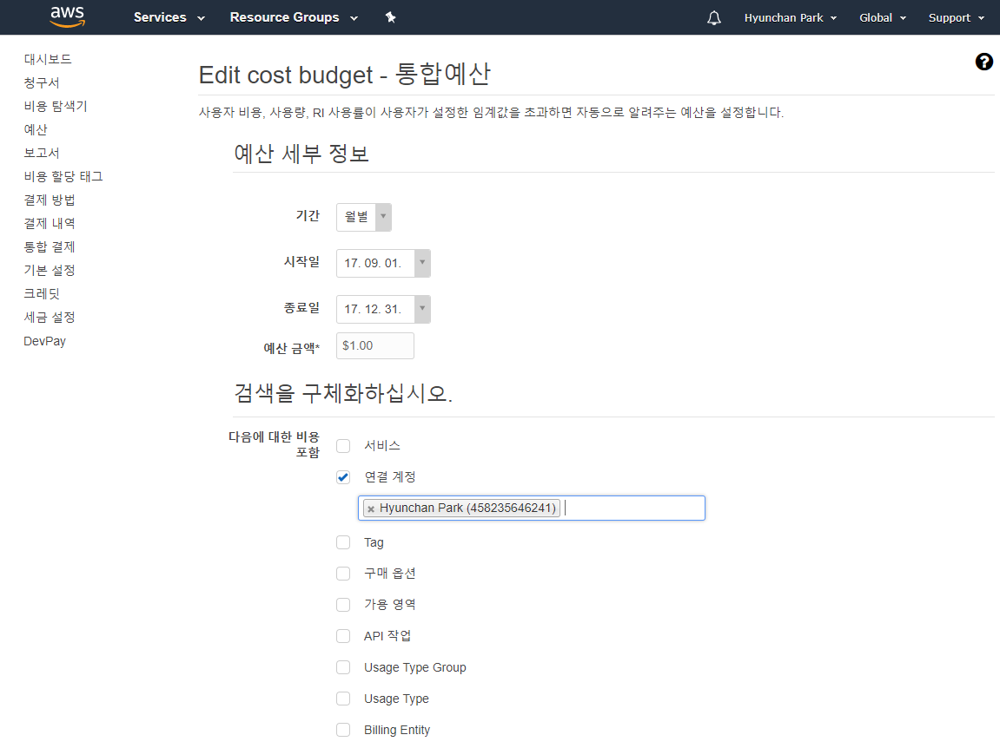 aws Services Resource Groups Hyunchan Park Global Support
대시보드
청구서
비용 탐색기
예산
보고서
비용 할당 태그
결제 방법
결제 내역
통합 결제
기본 설정
크레딧
세금 설정
DevPay
Edit cost budget - 통합예산
사용자 비용, 사용량, RI 사용률이 사용자가 설정한 임계값을 초과하면 자동으로 알려주는 예산을 설정합니다.
예산 세부 정보
기간 월별
시작일 17. 09. 01.
종료일 17. 12. 31.
예산 금액* $1.00
검색을 구체화하십시오.
다음에 대한 비용
포함
서비스
연결 계정
× Hyunchan Park (458235646241)
Tag
구매 옵션
가용 영역
API 작업
Usage Type Group
Usage Type
Billing Entity